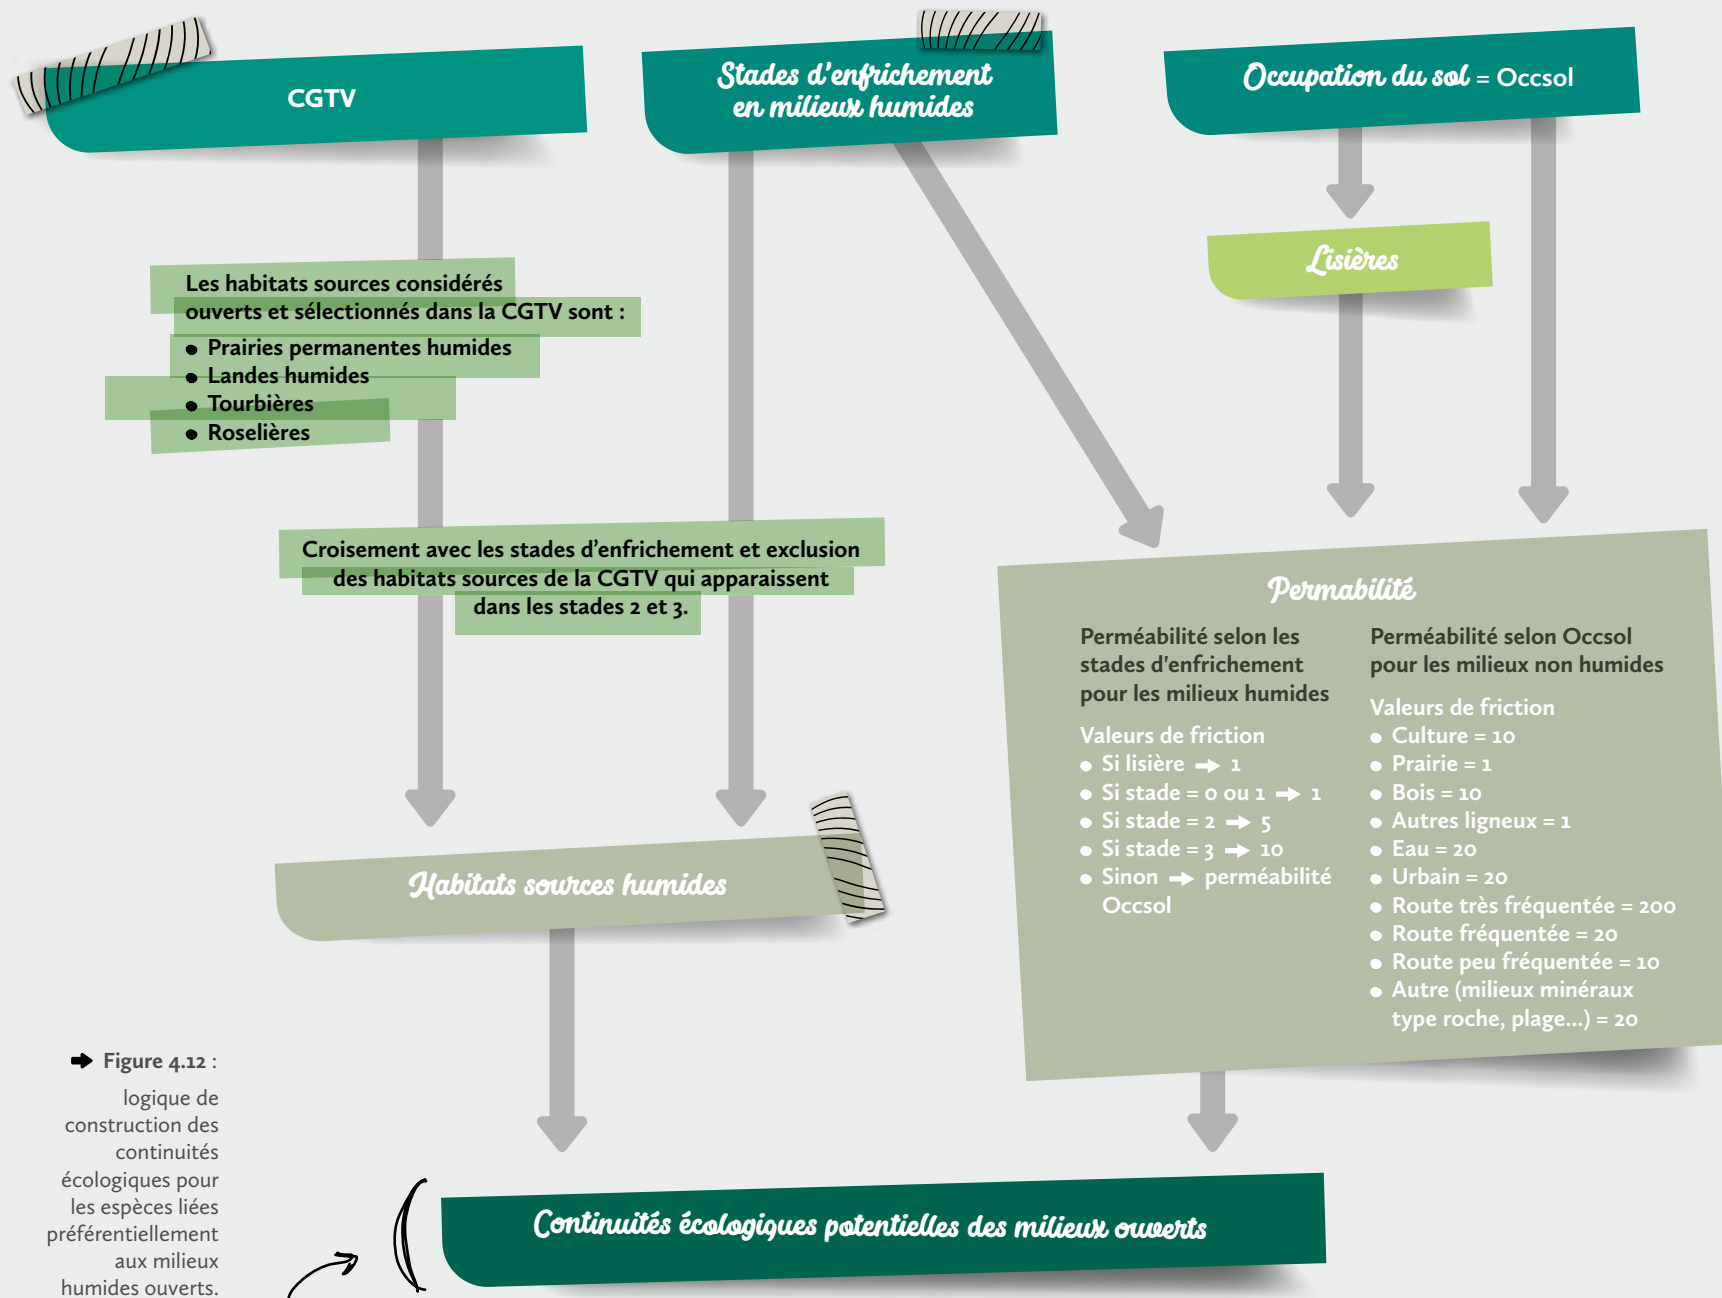 CGTV
Stades d'enfrichement
en milieux humides
Occupation du sol = Occsol
Lisières
Les habitats sources considérés
ouverts et sélectionnés dans la CGTV sont :
• Prairies permanentes humides
• Landes humides
• Tourbières
• Roselières
Croisement avec les stades d'enfrichement et exclusion
des habitats sources de la CGTV qui apparaissent
dans les stades 2 et 3.
Habitats sources humides
Permabilité
Perméabilité selon les
stades d'enfrichement
pour les milieux humides
Valeurs de friction
• Si lisière → 1
• Si stade = 0 ou 1 → 1
• Si stade = 2 → 5
• Si stade = 3 → 10
• Sinon → perméabilité
Occsol
Perméabilité selon Occsol
pour les milieux non humides
Valeurs de friction
• Culture = 10
• Prairie = 1
• Bois = 10
• Autres ligneux = 1
• Eau = 20
• Urbain = 20
• Route très fréquentée = 200
• Route fréquentée = 20
• Route peu fréquentée = 10
• Autre (milieux minéraux
type roche, plage...) = 20
➡ Figure 4.12 :
logique de
construction des
continuités
écologiques pour
les espèces liées
préférentiellement
aux milieux
humides ouverts.
Continuités écologiques potentielles des milieux ouverts